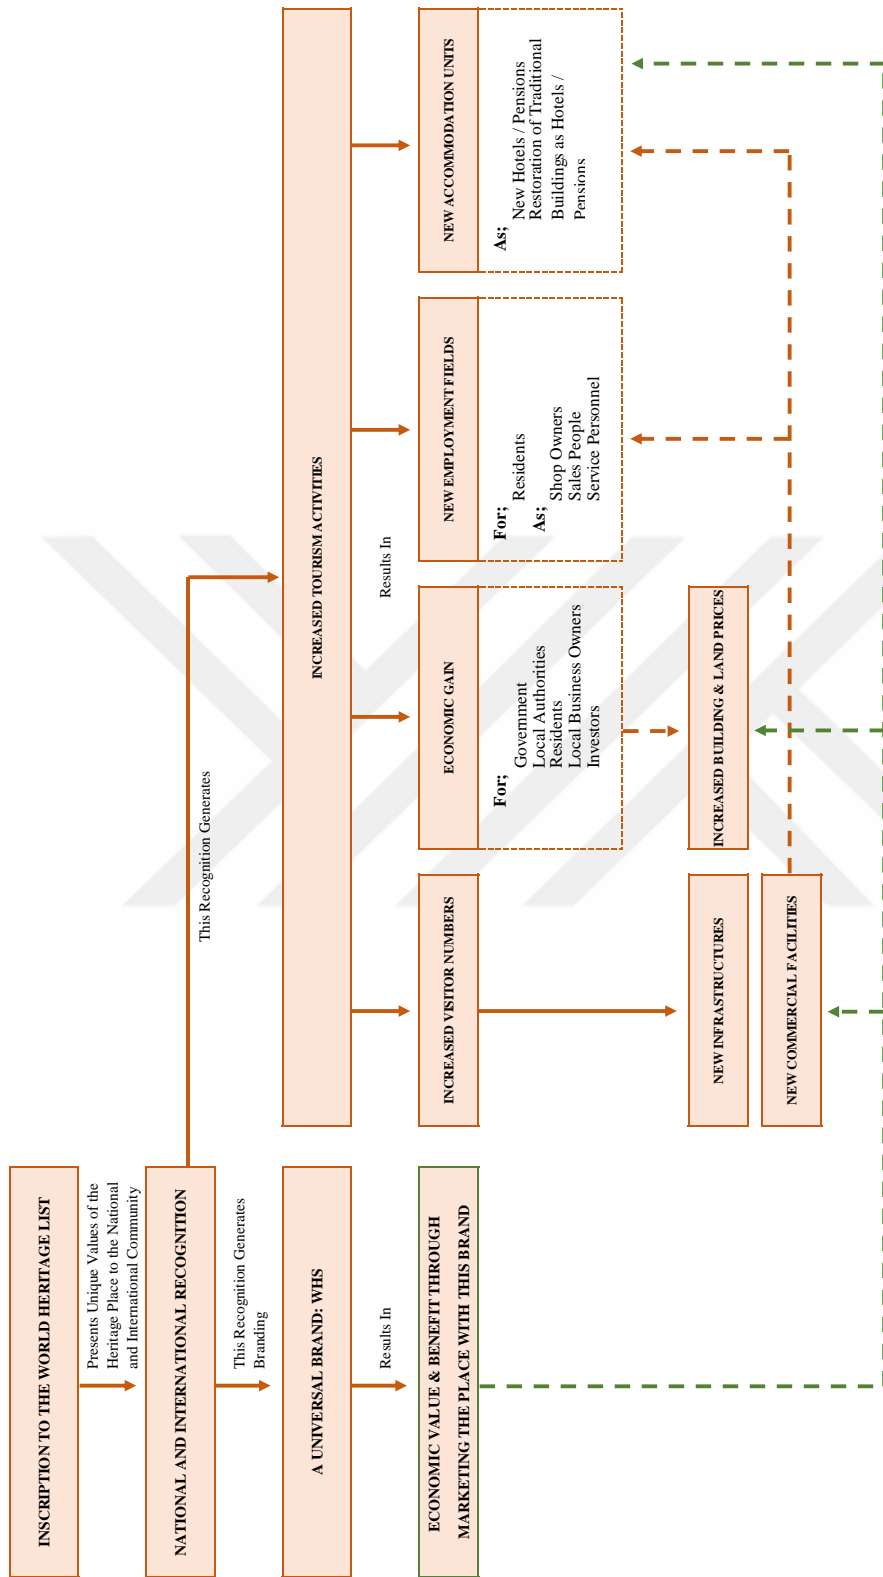 INSCRIPTION TO THE WORLD HERITAGE LIST
Presents Unique Values of the
Heritage Place to the National
and International Community
NATIONAL AND INTERNATIONAL RECOGNITION
This Recognition Generates
Branding
This Recognition Generates
A UNIVERSAL BRAND: WHS
INCREASED TOURISM ACTIVITIES
Results In
Results In
ECONOMIC VALUE & BENEFIT THROUGH
MARKETING THE PLACE WITH THIS BRAND
INCREASED VISITOR NUMBERS
ECONOMIC GAIN
For;
Government
Local Authorities
Residents
Local Business Owners
Investors
NEW EMPLOYMENT FIELDS
For;
Residents
As;
Shop Owners
Sales People
Service Personnel
NEW ACCOMMODATION UNITS
As;
New Hotels / Pensions
Restoration of Traditional
Buildings as Hotels /
Pensions
NEW INFRASTRUCTURES
INCREASED BUILDING & LAND PRICES
NEW COMMERCIAL FACILITIES